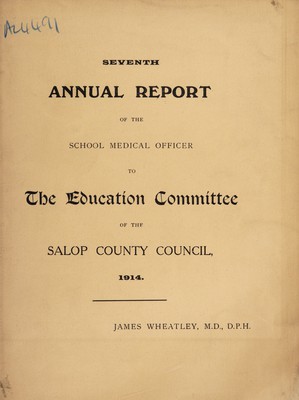 SEVENTH
ANNUAL REPORT
OF THE
SCHOOL MEDICAL OFFICER
TO
The Education Committee
OF THE
SALOP COUNTY COUNCIL,
1914.
JAMES WHEATLEY, M.D., D.P.H.